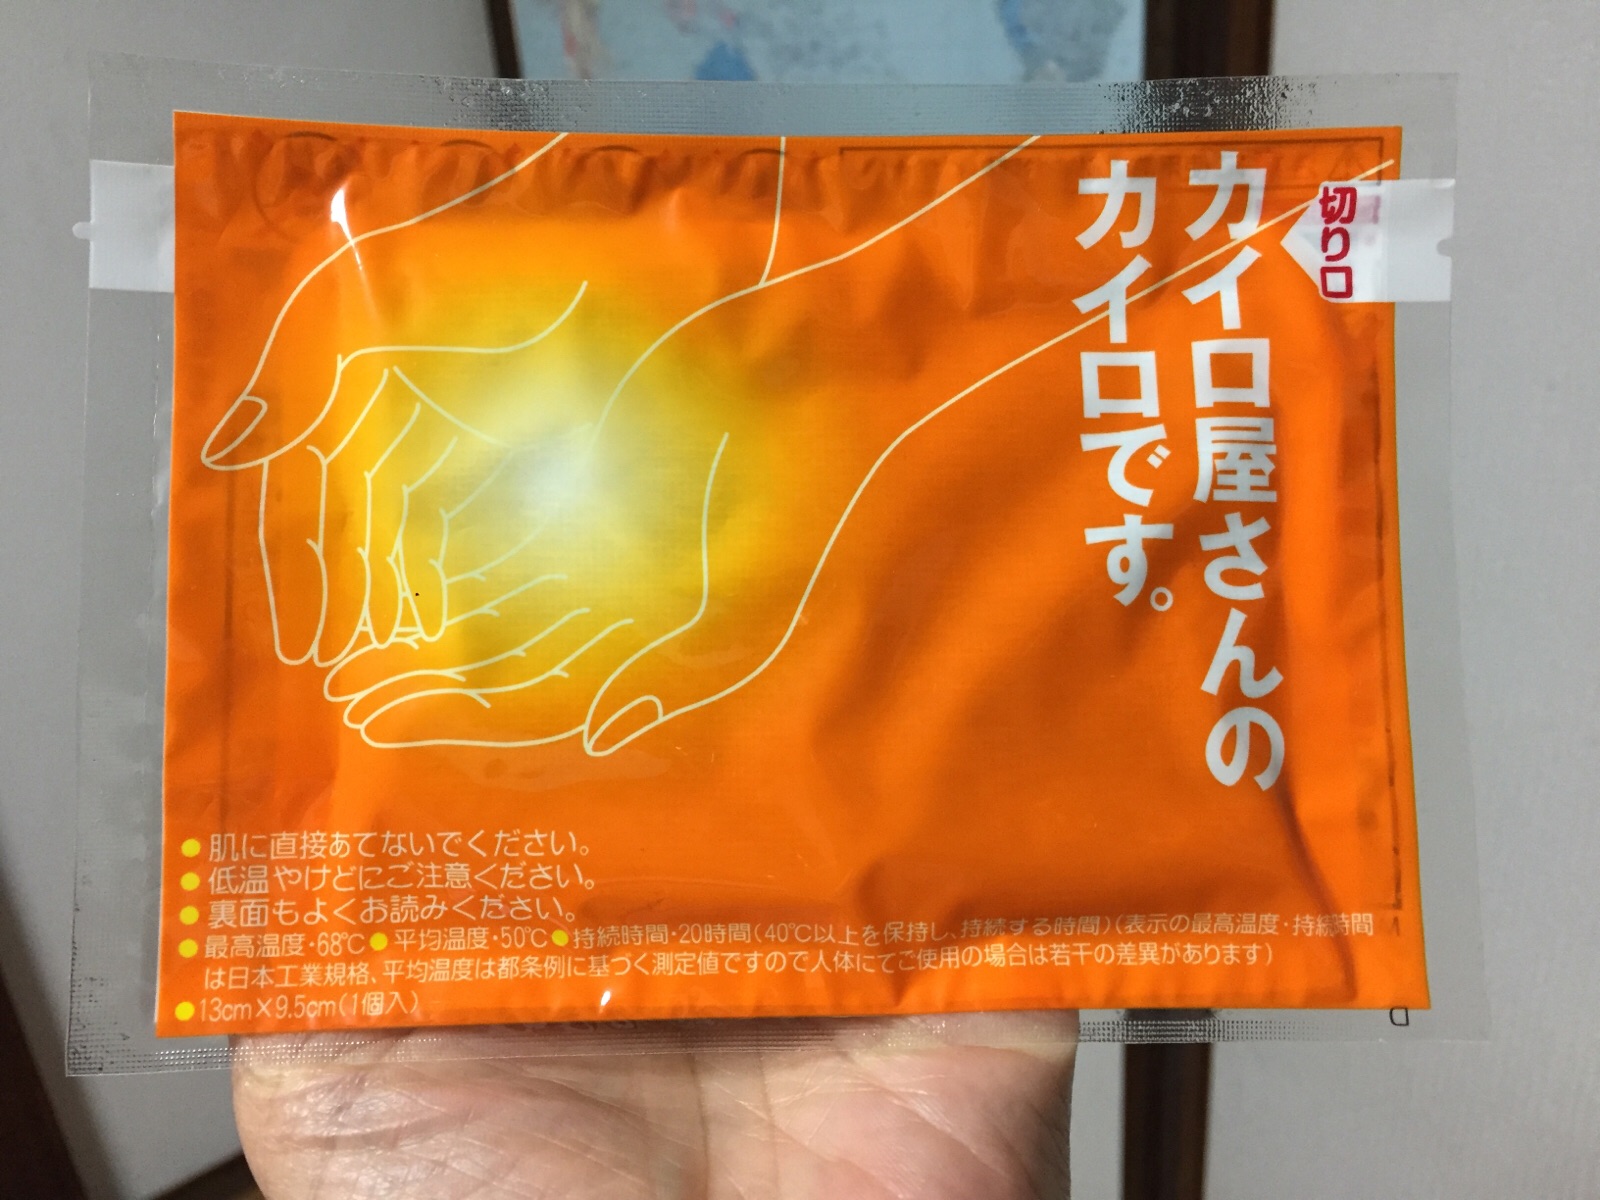 カイロ屋さんの
カイロです。
切り口
●肌に直接あてないでください。
●低温やけどにご注意ください。
●裏面もよくお読みください。
●最高温度・68℃●平均温度・50℃●持続時間・20時間(40℃以上を保持し、持続する時間)(表示の最高温度・持続時間
は日本工業規格、平均温度は都条例に基づく測定値ですので人体にてご使用の場合は若干の差異があります)
●13cm×9.5cm(1個入)